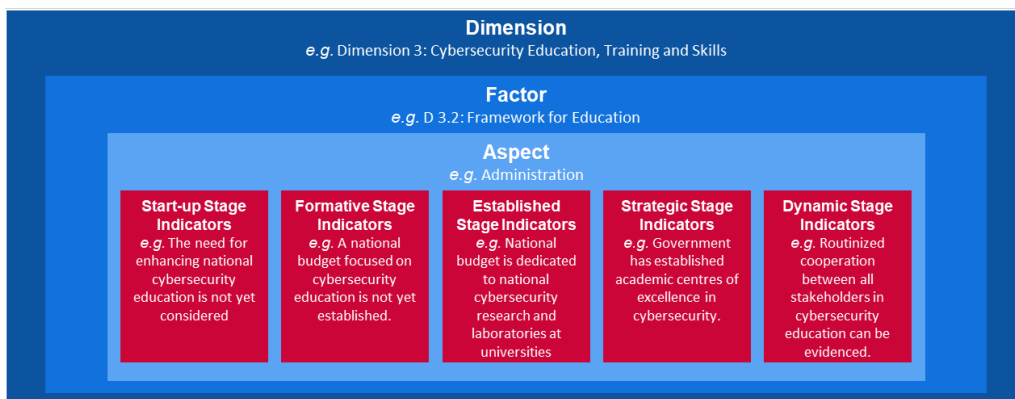 Dimension
e.g. Dimension 3: Cybersecurity Education, Training and Skills
Factor
e.g. D 3.2: Framework for Education
Aspect
e.g. Administration
Start-up Stage
Indicators
e.g. The need for
enhancing national
cybersecurity
education is not yet
considered
Formative Stage
Indicators
e.g. A national
budget focused on
cybersecurity
education is not yet
established.
Established
Stage Indicators
e.g. National
budget is dedicated
to national
cybersecurity
research and
laboratories at
universities
Strategic Stage
Indicators
e.g. Government
has established
academic centres of
excellence in
cybersecurity.
Dynamic Stage
Indicators
e.g. Routinized
cooperation
between all
stakeholders in
cybersecurity
education can be
evidenced.